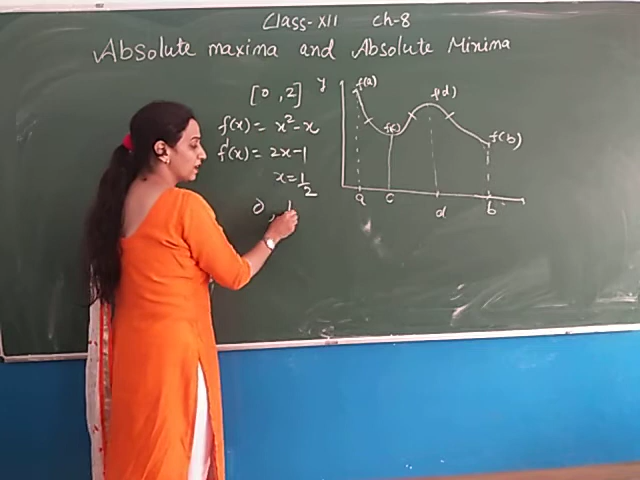 Class-XII Ch-8
Absolute maxima and Absolute Minima
[0, 2]
f(x) = x² - x
f'(x) = 2x - 1
x = 1/2
0, 1
y
f(a)
f(c)
f(d)
f(b)
a c d b